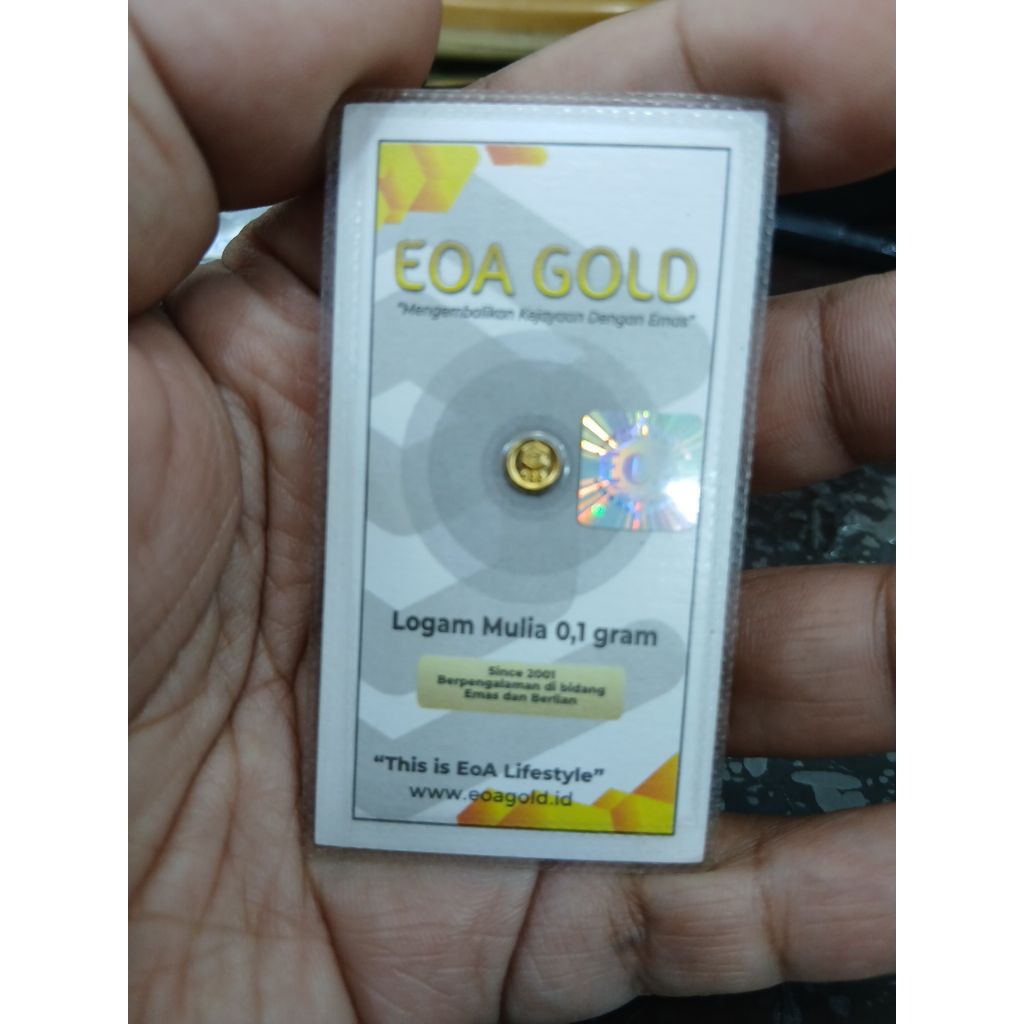 EOA GOLD
"Mengembalikan Kejayaan Dengan Emas"
Logam Mulia 0,1 gram
Since 2001
Berpengalaman di bidang
Emas dan Berlian
“This is EoA Lifestyle”
www.eoagold.id